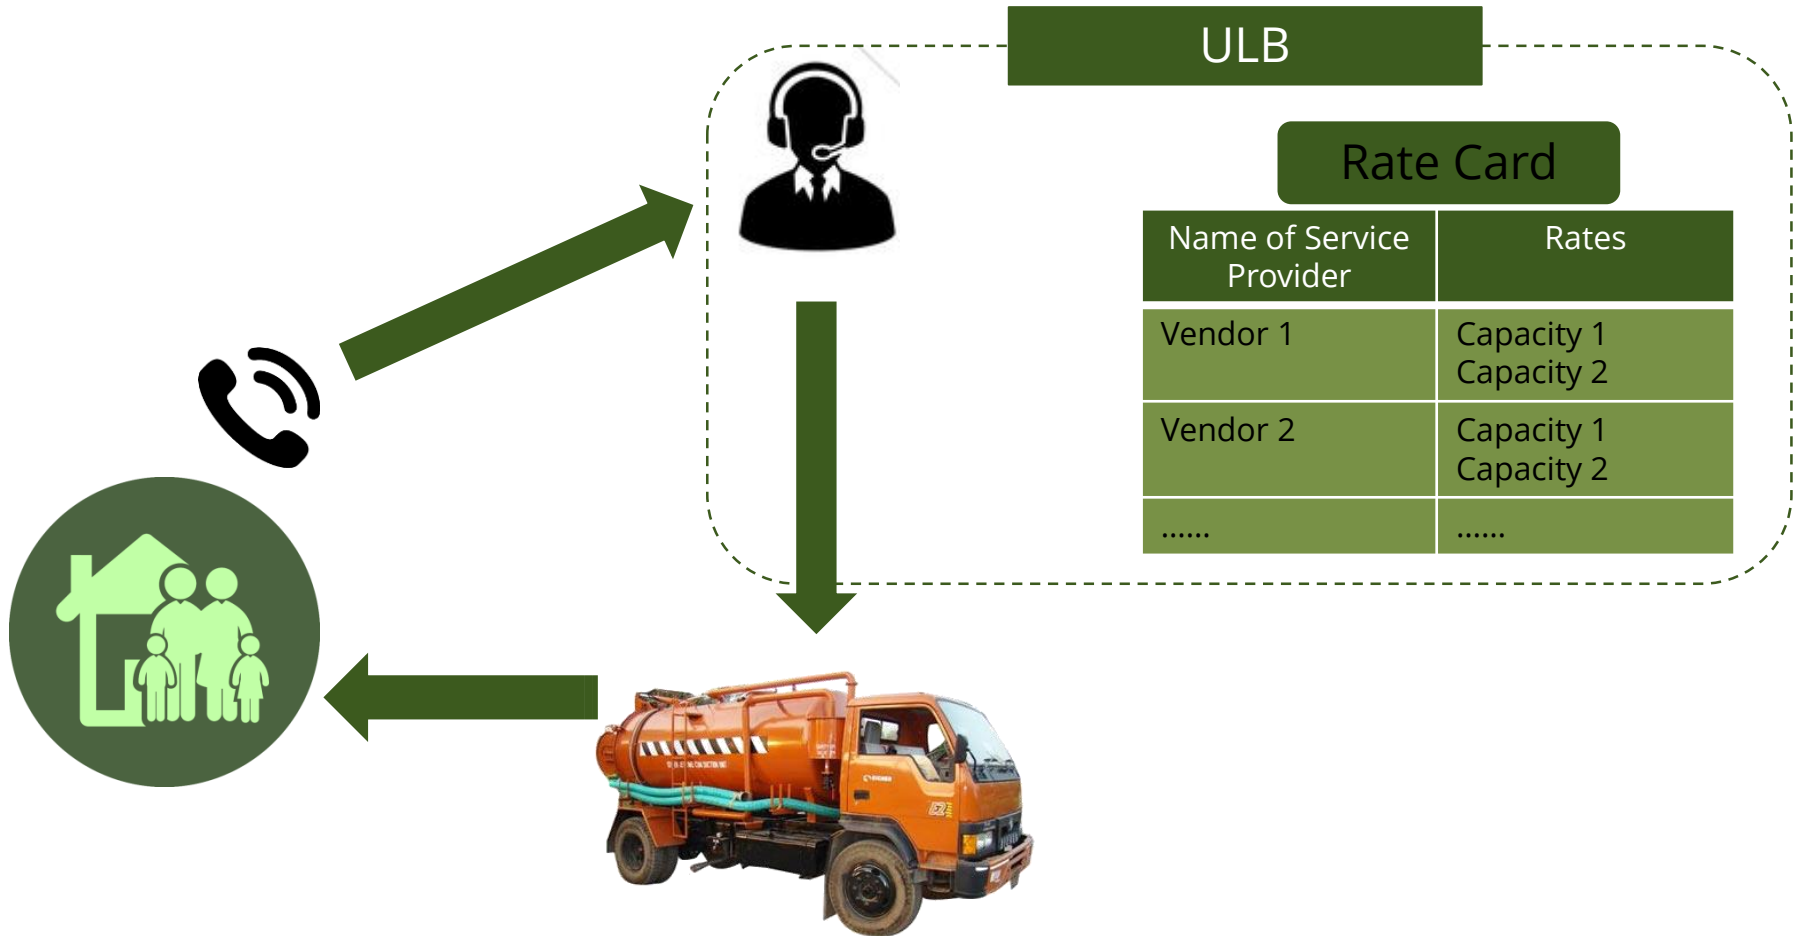 ULB
Rate Card
Name of Service
Provider
Rates
Vendor 1
Capacity 1
Capacity 2
Vendor 2
Capacity 1
Capacity 2
......
......